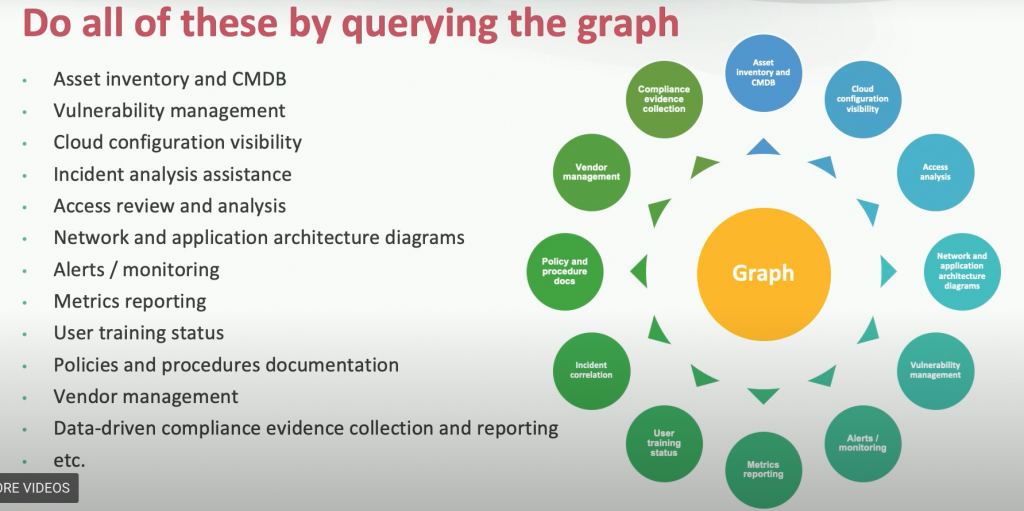 Do all of these by querying the graph
• Asset inventory and CMDB
• Vulnerability management
• Cloud configuration visibility
• Incident analysis assistance
• Access review and analysis
• Network and application architecture diagrams
• Alerts / monitoring
• Metrics reporting
• User training status
• Policies and procedures documentation
• Vendor management
• Data-driven compliance evidence collection and reporting
• etc.
ORE VIDEOS
Asset
inventory and
CMDB
Cloud
configuration
visibility
Access
analysis
Network and
application
architecture
diagrams
Vulnerability
management
Alerts /
monitoring
Metrics
reporting
User
training
status
Incident
correlation
Policy and
procedure
docs
Vendor
management
Compliance
evidence
collection
Graph